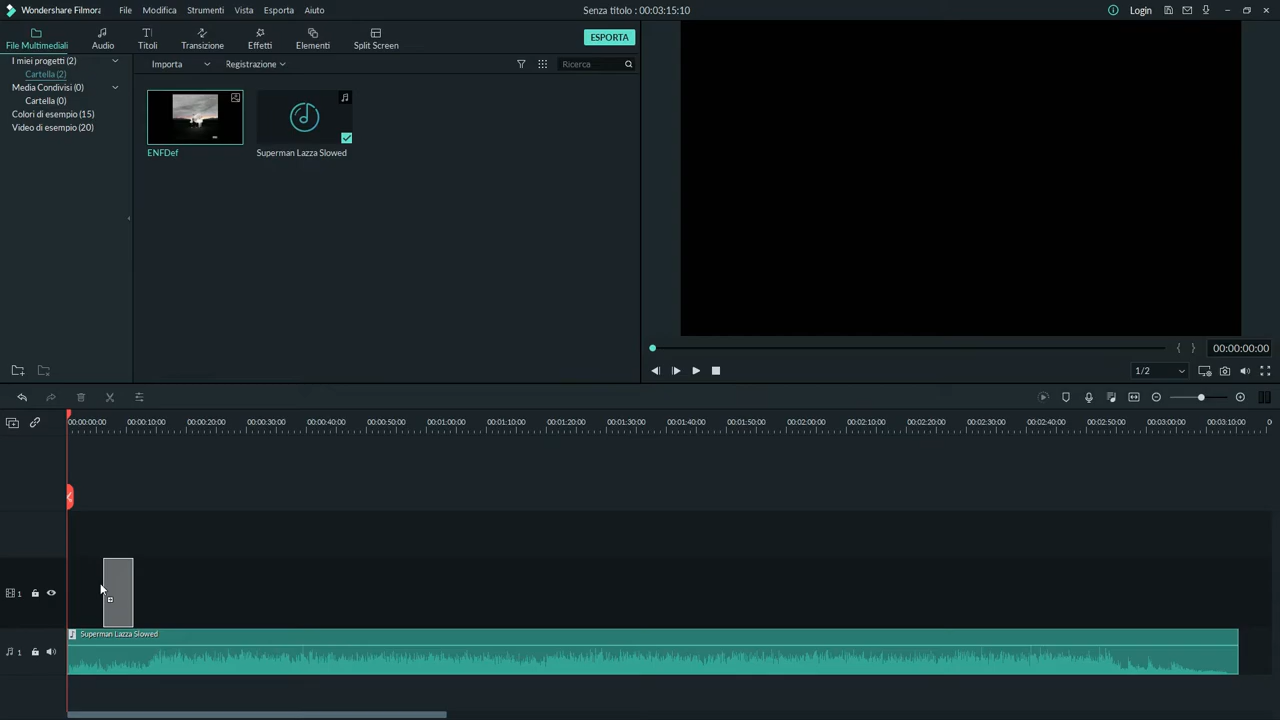 Wondershare Filmora File Modifica Strumenti Vista Esporta Aiuto Senza titolo : 00:03:15:10 Login
File Multimediali Audio Titoli Transizione Effetti Elementi Split Screen ESPORTA
I miei progetti (2) Importa Registrazione Ricerca
Cartella (2)
Media Condivisi (0)
Cartella (0)
Colori di esempio (15)
Video di esempio (20)
ENFDef Superman Lazza Slowed
00:00:00:00
1/2
00:00:00:00 00:00:10:00 00:00:20:00 00:00:30:00 00:00:40:00 00:00:50:00 00:01:00:00 00:01:10:00 00:01:20:00 00:01:30:00 00:01:40:00 00:01:50:00 00:02:00:00 00:02:10:00 00:02:20:00 00:02:30:00 00:02:40:00 00:02:50:00 00:03:00:00 00:03:10:00 0
1
Superman Lazza Slowed
1